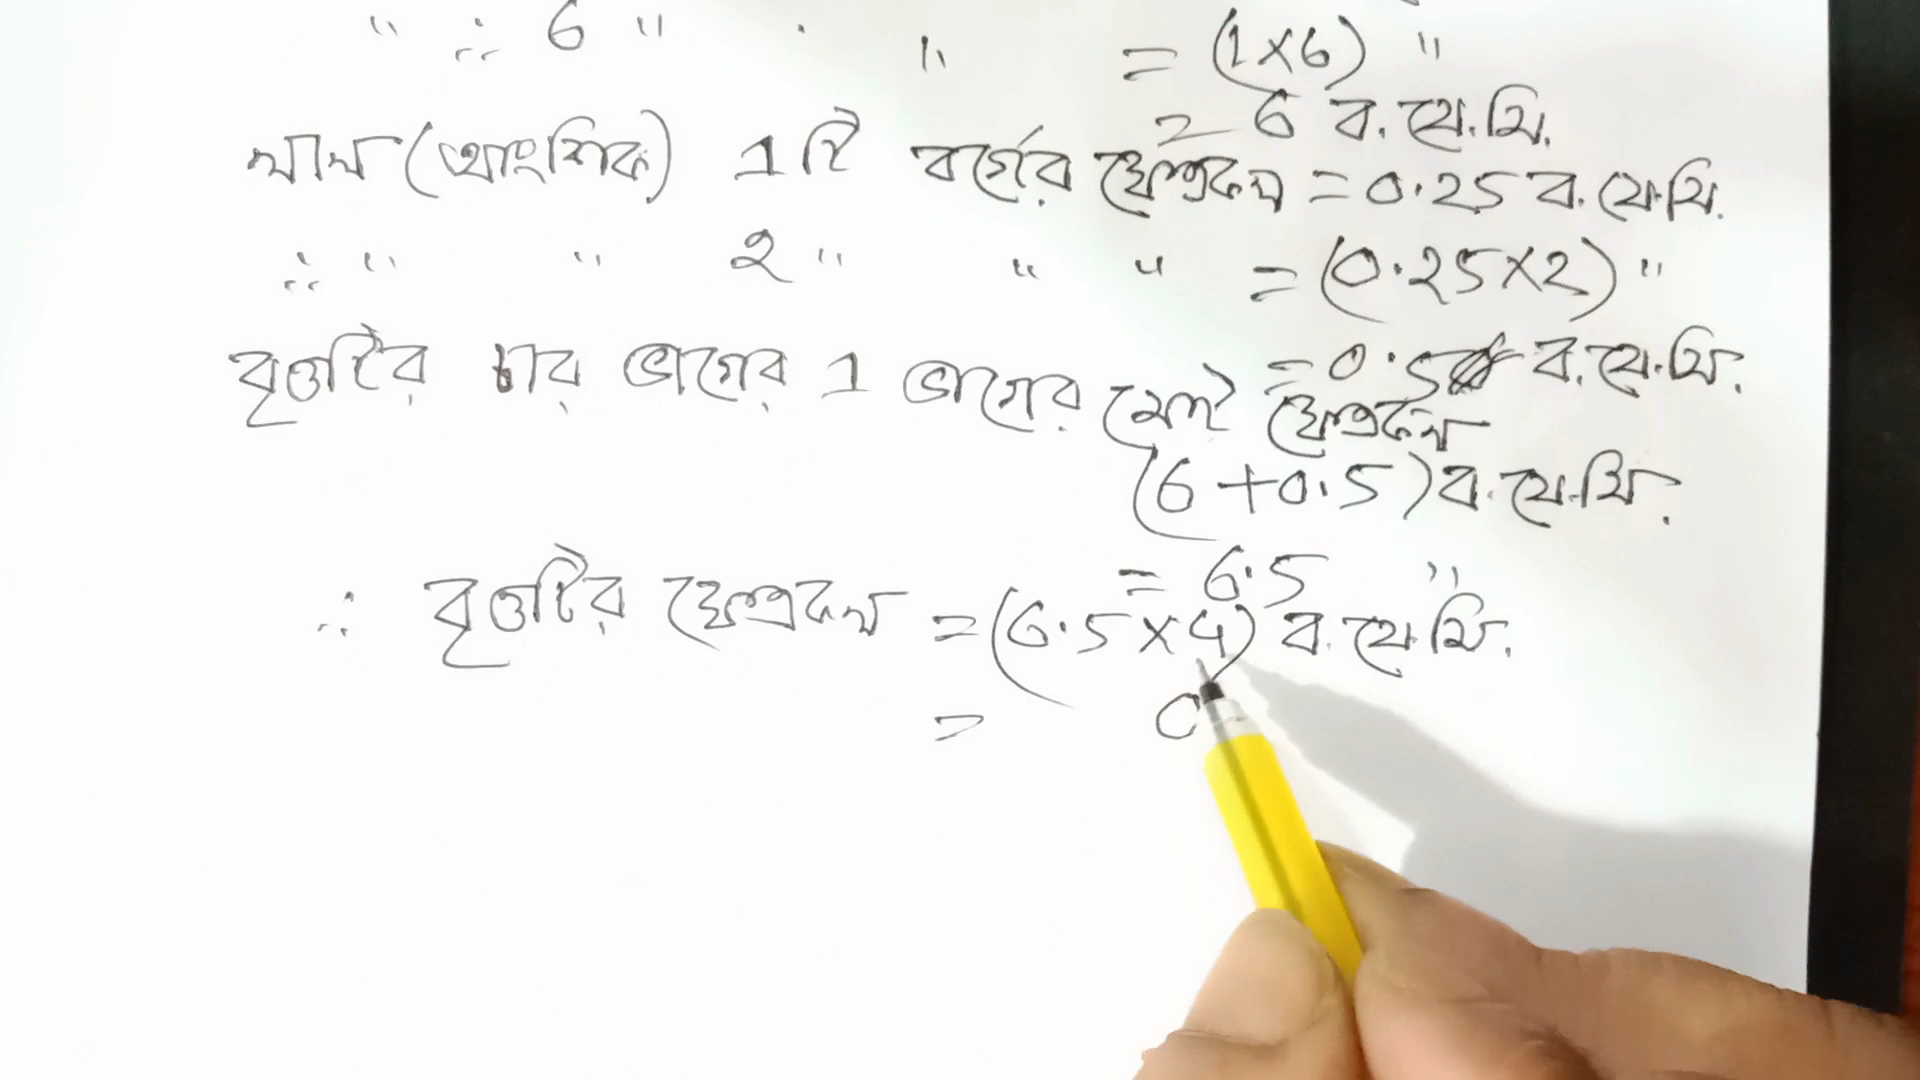 " ∴ 6 " " = (1×6) "
= 6 ব. সে. মি.
লাল (আংশিক) 1টি বর্গের ক্ষেত্রফল = 0.25 ব. সে. মি.
∴ " " 2 " " " = (0.25×2) "
= 0.5 ব. সে. মি.
বৃত্তটির চার ভাগের 1 ভাগের মোট ক্ষেত্রফল
(6+0.5) ব. সে. মি.
= 6.5 "
∴ বৃত্তটির ক্ষেত্রফল = (6.5×4) ব. সে. মি.
= 0